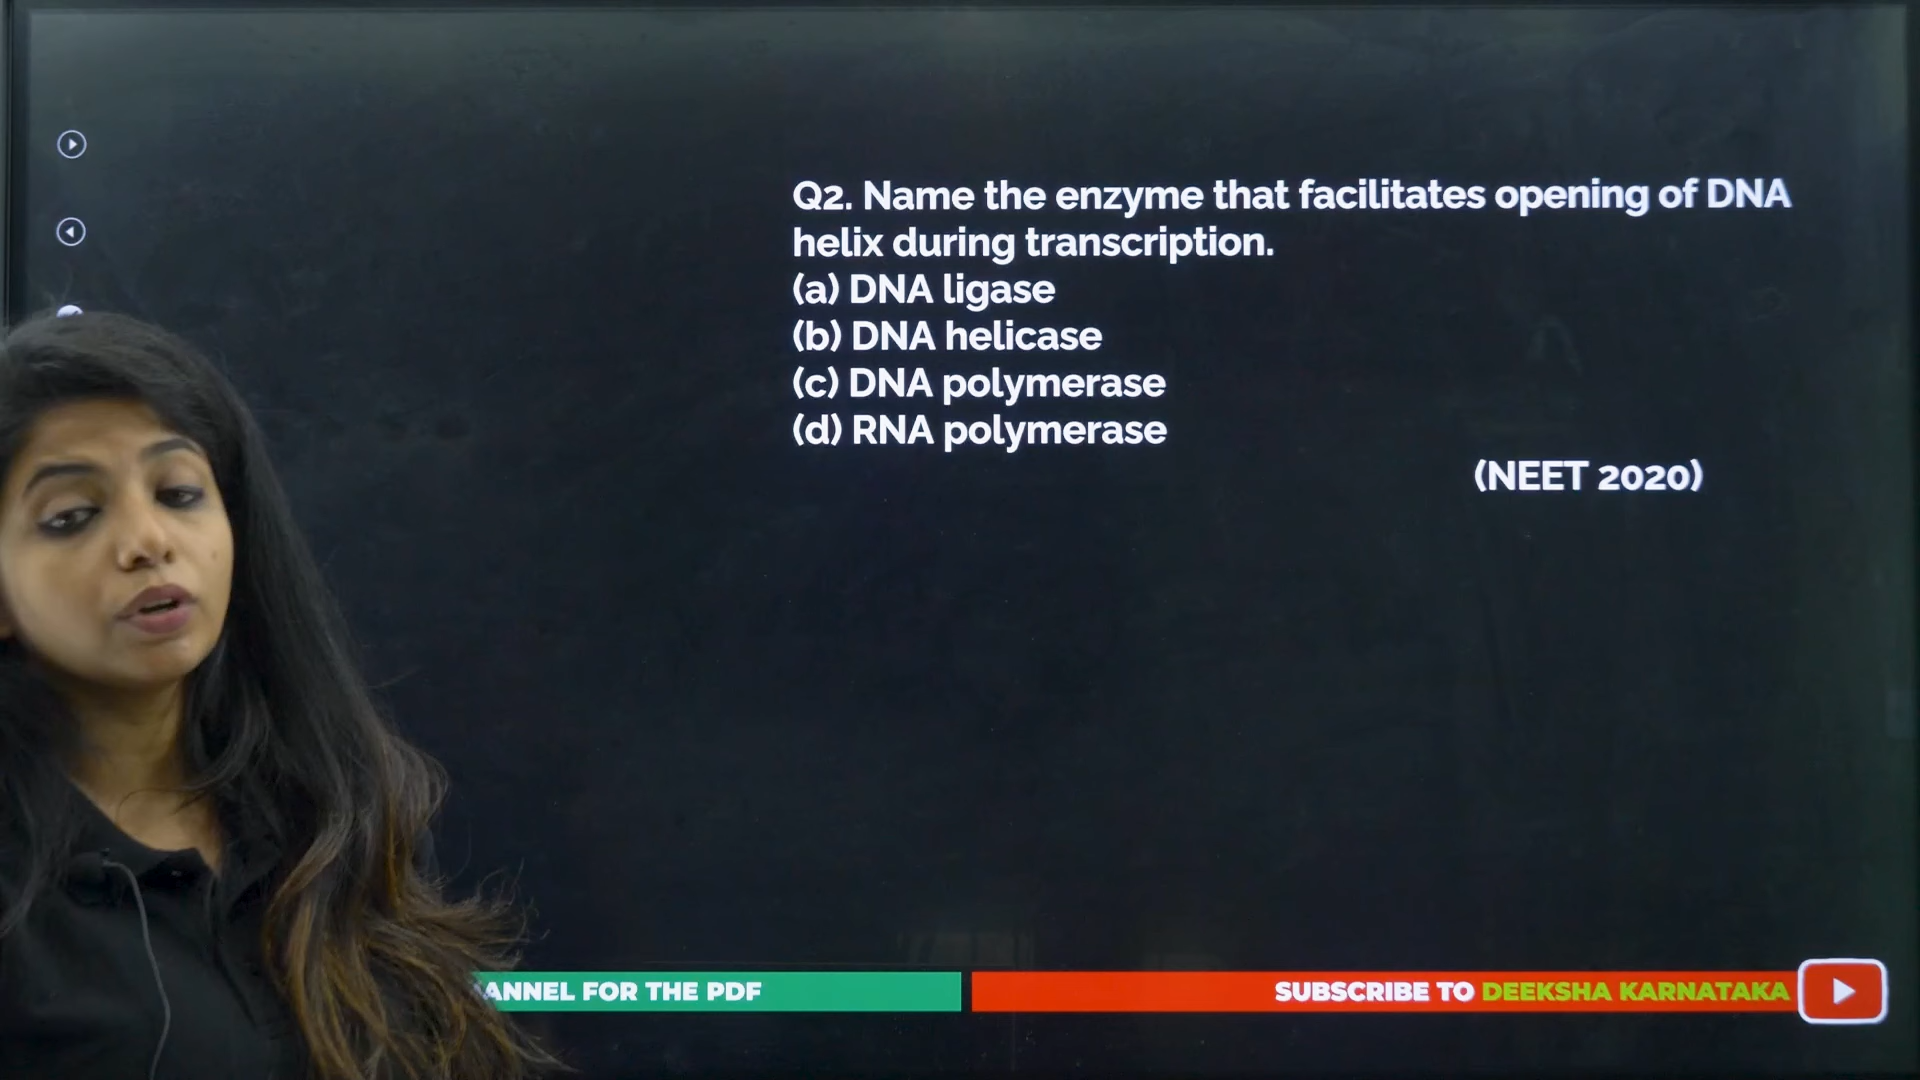 Q2. Name the enzyme that facilitates opening of DNA
helix during transcription.
(a) DNA ligase
(b) DNA helicase
(c) DNA polymerase
(d) RNA polymerase
(NEET 2020)
ANNEL FOR THE PDF
SUBSCRIBE TO DEEKSHA KARNATAKA